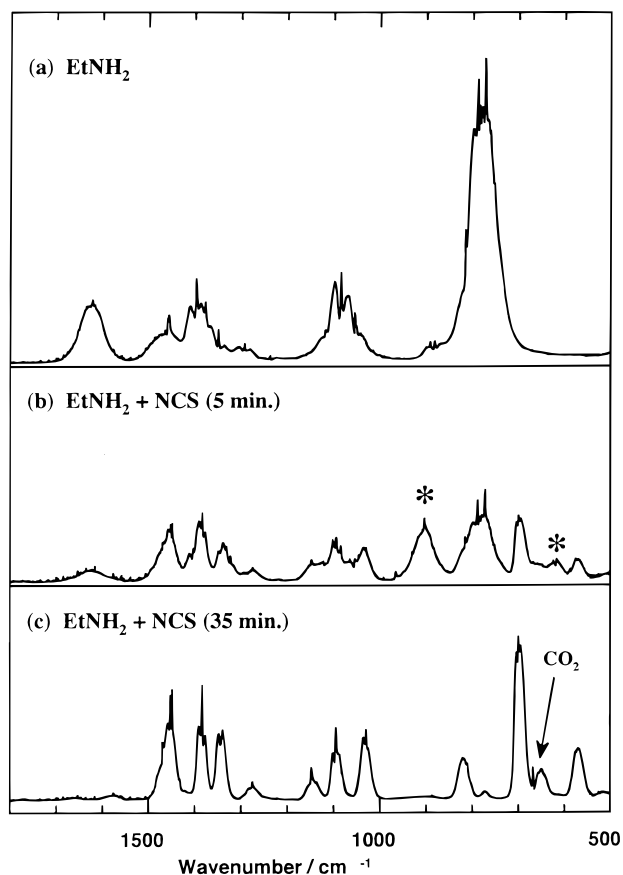 (a) EtNH₂
(b) EtNH₂ + NCS (5 min.)
*
*
(c) EtNH₂ + NCS (35 min.)
CO₂
1500 1000 500
Wavenumber / cm ⁻¹